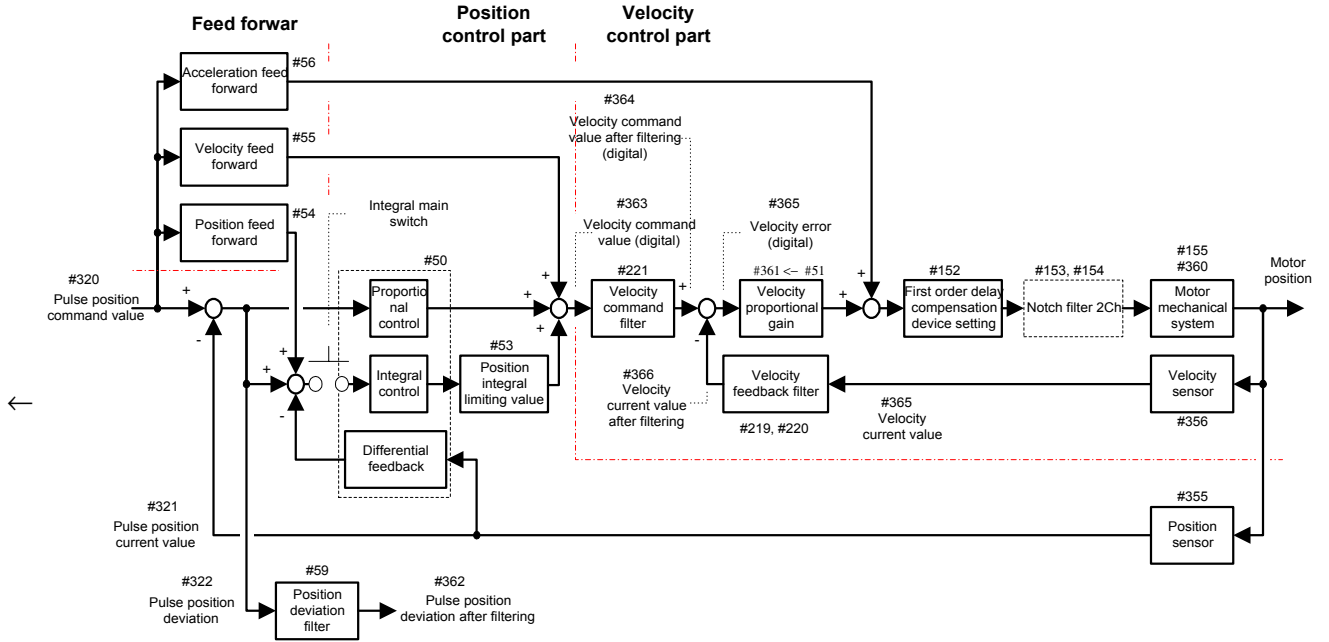 Feed forwar
Position
control part
Velocity
control part
#56
Acceleration feed
forward
#364
Velocity command
value after filtering
(digital)
#55
Velocity feed
forward
#54
Position feed
forward
Integral main
switch
#363
Velocity command
value (digital)
#365
Velocity error
(digital)
#320
Pulse position
command value
+
-
#50
Proportio
nal control
+
+
+
#221
Velocity command
filter
+
-
#361 <- #51
Velocity
proportional
gain
+
+
#152
First order delay
compensation
device setting
#153, #154
Notch filter 2Ch
#155
#360
Motor
mechanical
system
Motor
position
+
+
-
Integral
control
#53
Position
integral
limiting value
#366
Velocity
current value
after filtering
Velocity
feedback filter
#219, #220
#365
Velocity
current value
Velocity
sensor
#356
←
Differential
feedback
#321
Pulse position
current value
#355
Position
sensor
#322
Pulse position
deviation
#59
Position
deviation
filter
#362
Pulse position
deviation after filtering